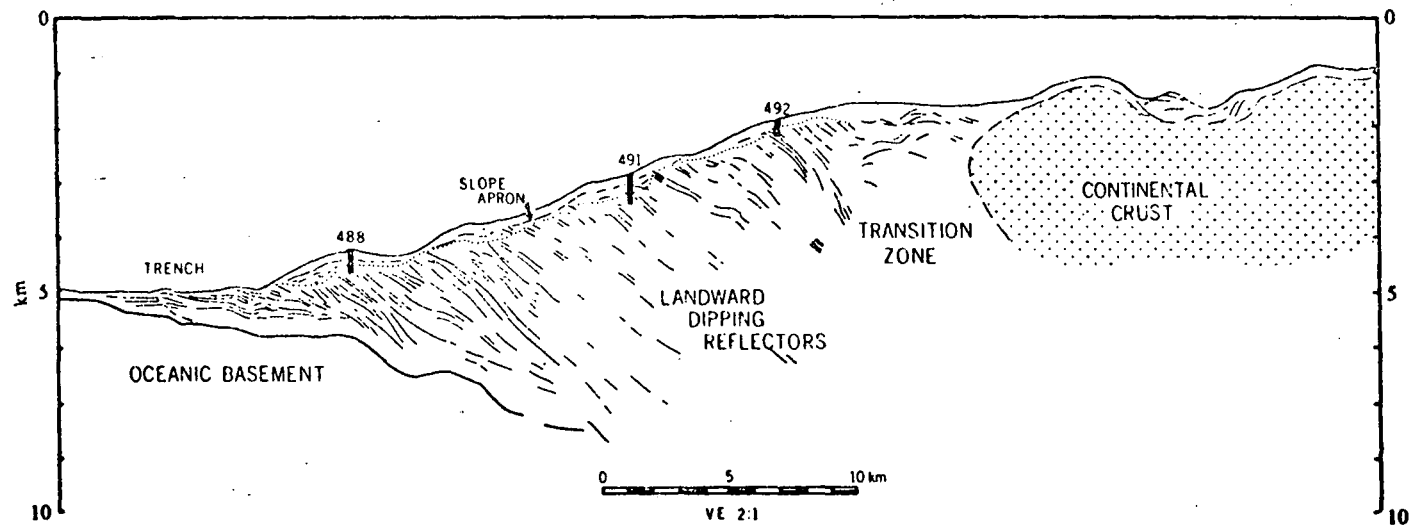 0
0
492
491
SLOPE
APRON
CONTINENTAL
CRUST
488
TRANSITION
ZONE
TRENCH
km
5
5
LANDWARD
DIPPING
REFLECTORS
OCEANIC BASEMENT
0
5
10 km
VE 2:1
10
10